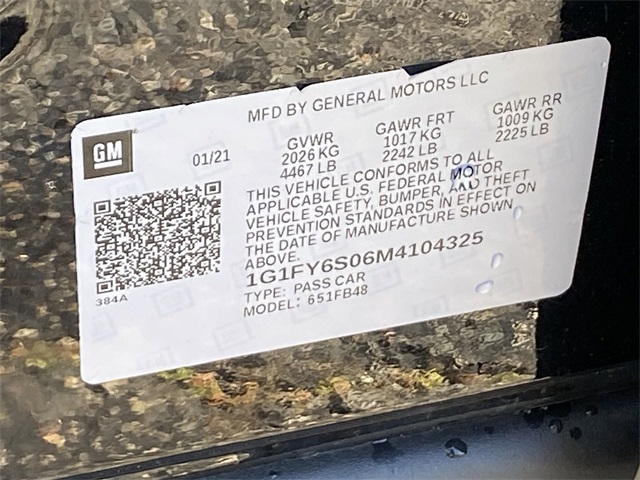 MFD BY GENERAL MOTORS LLC
GM
01/21
GVWR
2026 KG
4467 LB
GAWR FRT
1017 KG
2242 LB
GAWR RR
1009 KG
2225 LB
THIS VEHICLE CONFORMS TO ALL
APPLICABLE U.S. FEDERAL MOTOR
VEHICLE SAFETY, BUMPER, AND THEFT
PREVENTION STANDARDS IN EFFECT ON
THE DATE OF MANUFACTURE SHOWN
ABOVE.
1G1FY6S06M4104325
TYPE: PASS CAR
MODEL: 651FB48
384A